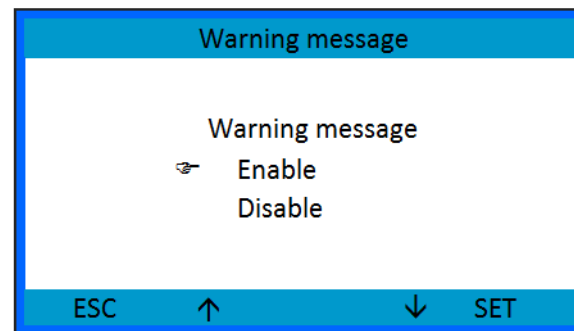 Warning message
Warning message
☞ Enable
Disable
ESC ↑ ↓ SET